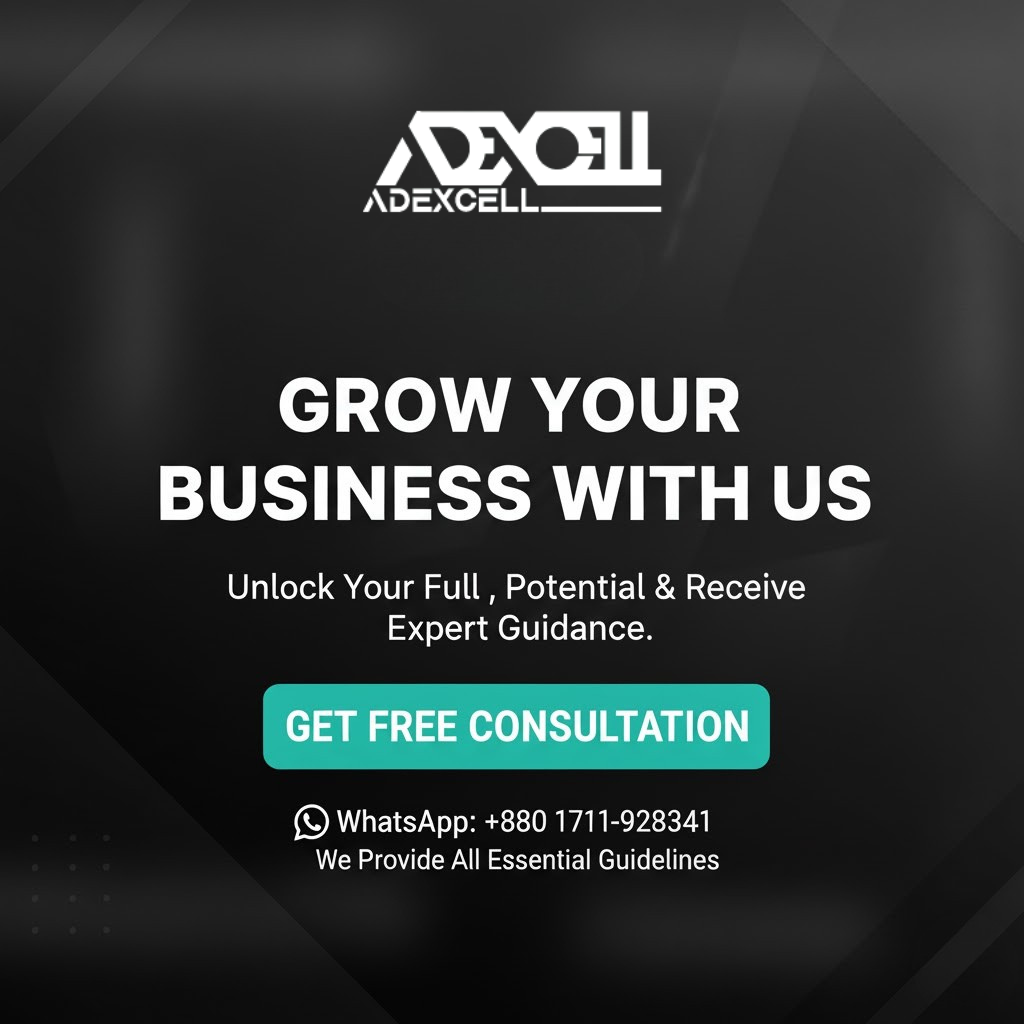 ADEXCELL
ADEXCELL
GROW YOUR
BUSINESS WITH US
Unlock Your Full , Potential & Receive
Expert Guidance.
GET FREE CONSULTATION
WhatsApp: +880 1711-928341
We Provide All Essential Guidelines